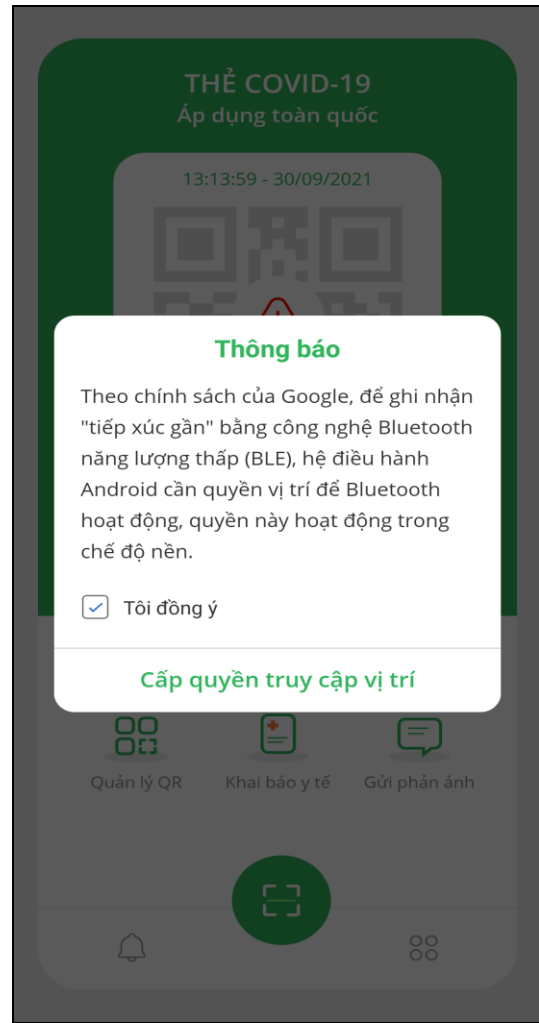 THẺ COVID-19
Áp dụng toàn quốc
13:13:59 - 30/09/2021
Thông báo
Theo chính sách của Google, để ghi nhận
"tiếp xúc gần" bằng công nghệ Bluetooth
năng lượng thấp (BLE), hệ điều hành
Android cần quyền vị trí để Bluetooth
hoạt động, quyền này hoạt động trong
chế độ nền.
Tôi đồng ý
Cấp quyền truy cập vị trí
Quản lý QR Khai báo y tế Gửi phản ánh